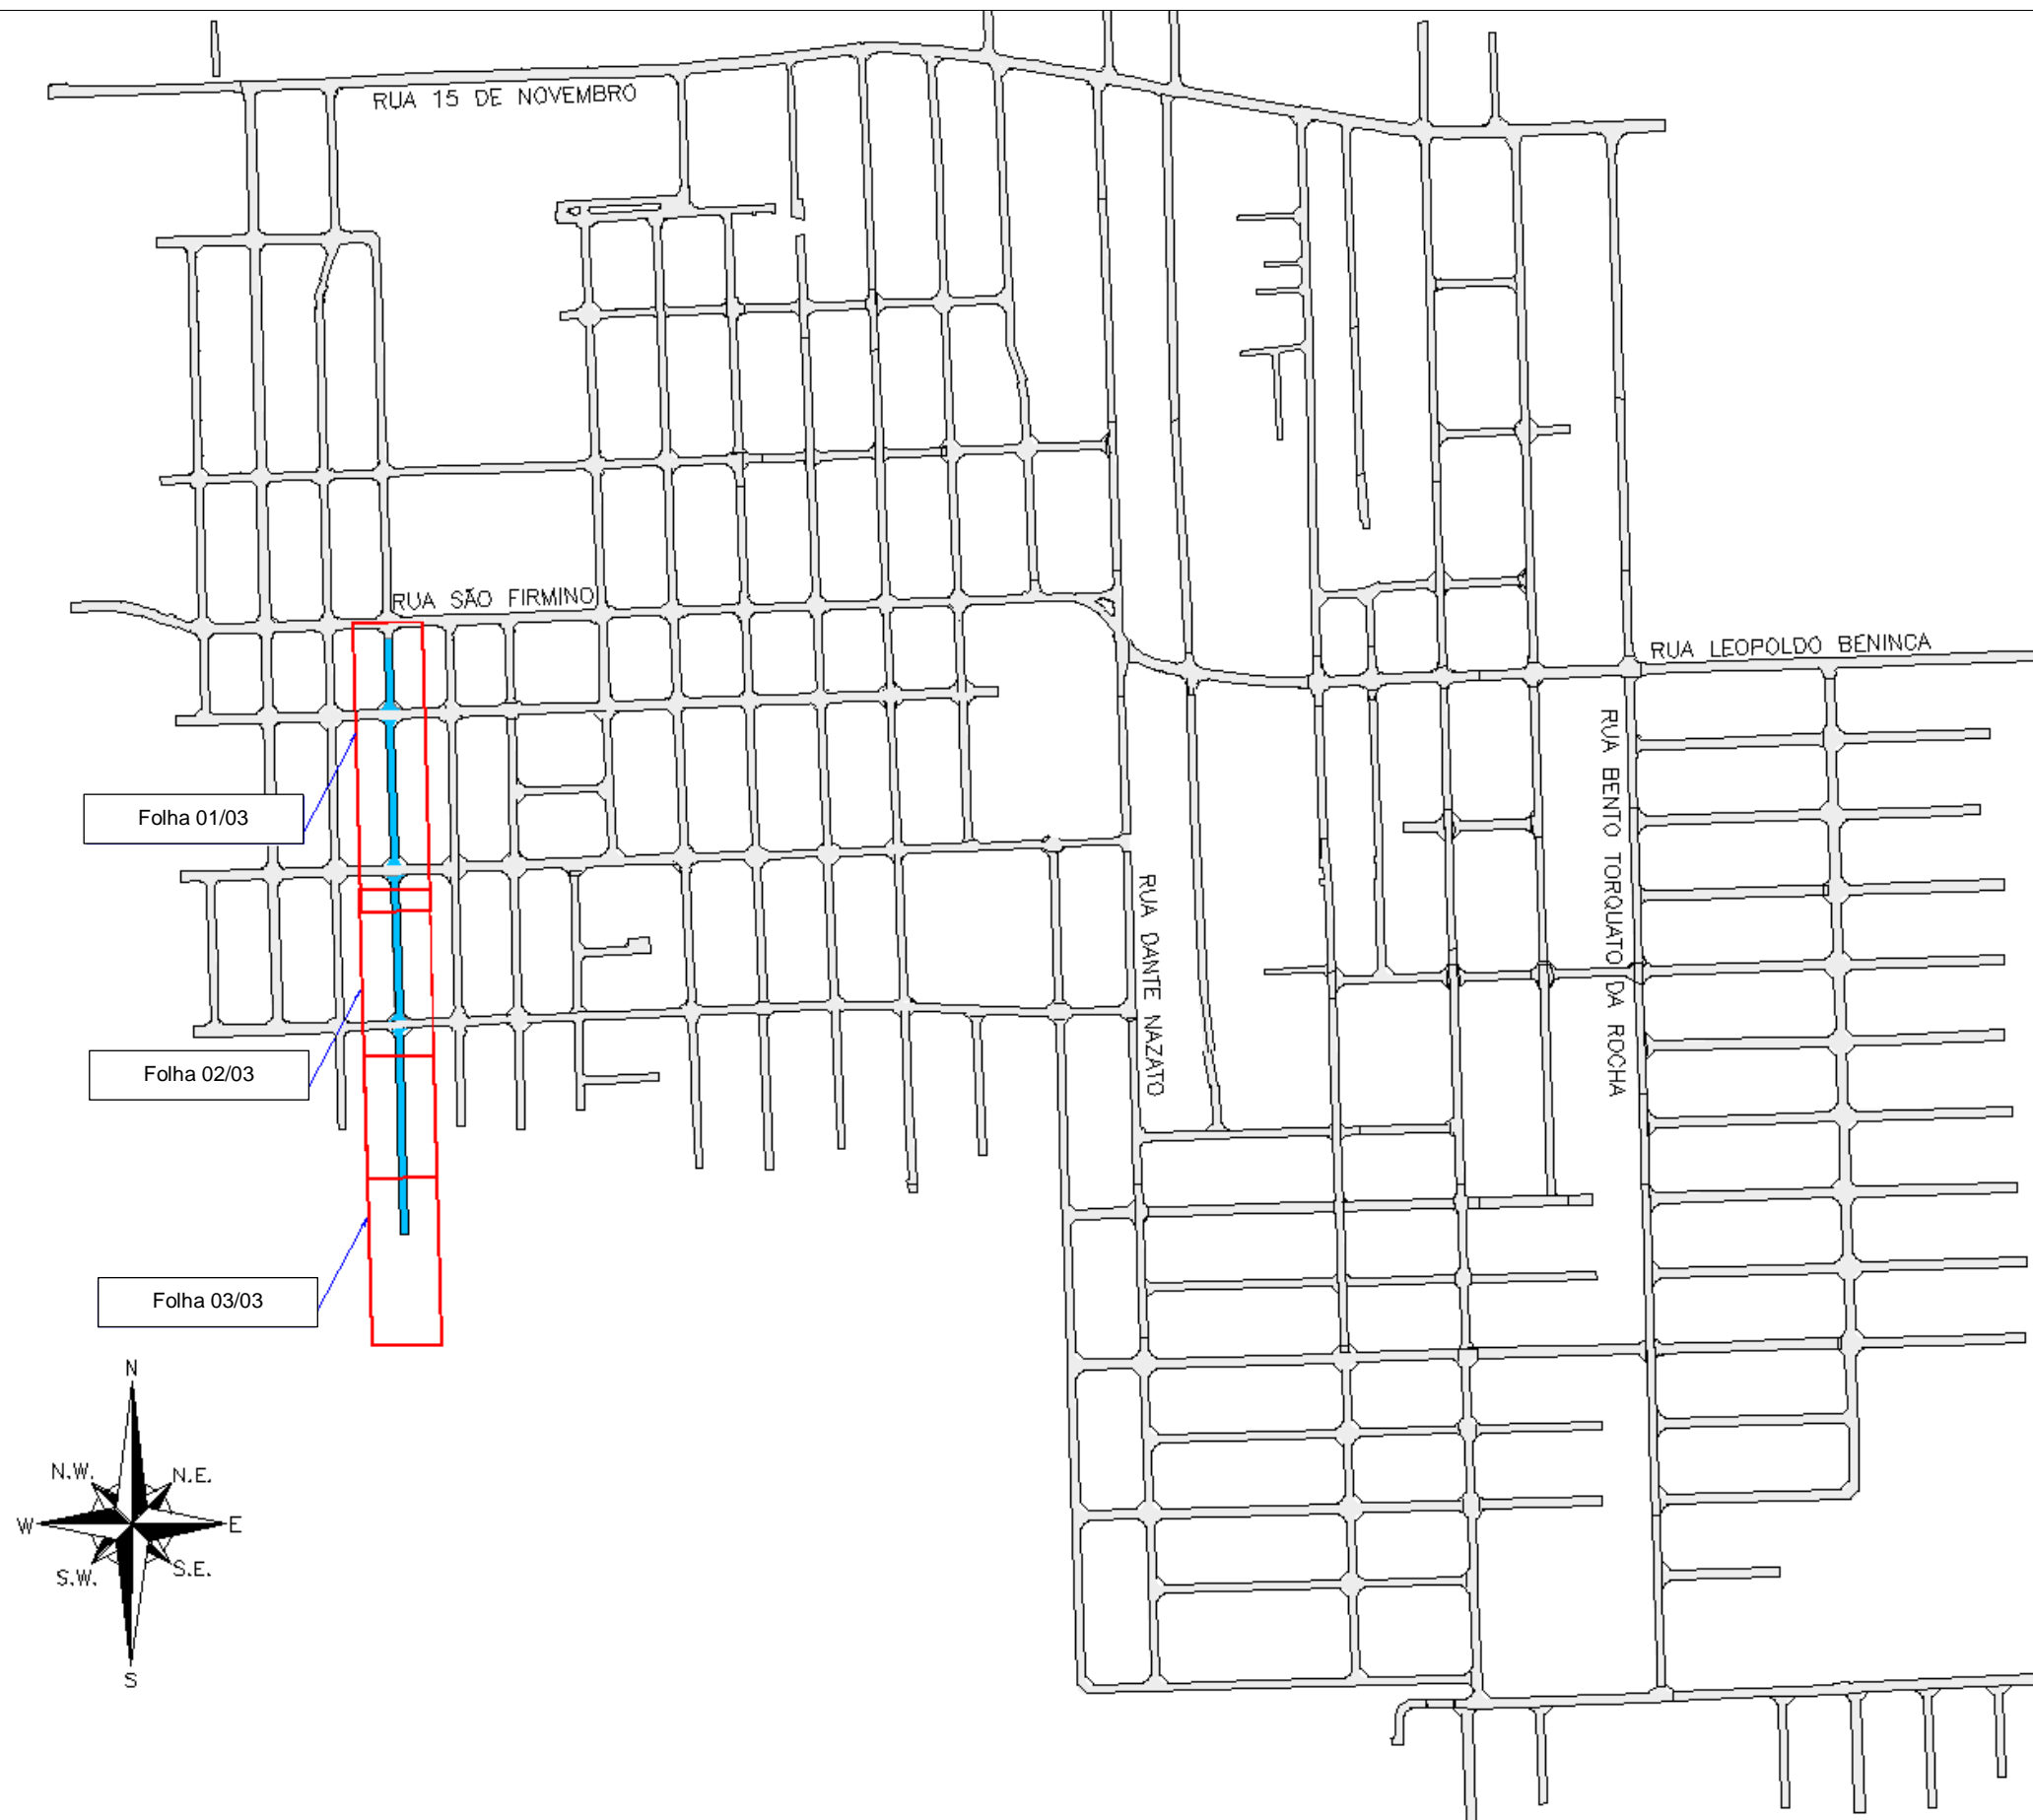 RUA 15 DE NOVEMBRO
RUA SÃO FIRMINO
RUA LEOPOLDO BENINCA
RUA BENTO TORQUATO DA ROCHA
RUA DANTE NAZATO
Folha 01/03
Folha 02/03
Folha 03/03
N
N.W.
N.E.
W
E
S.W.
S.E.
S